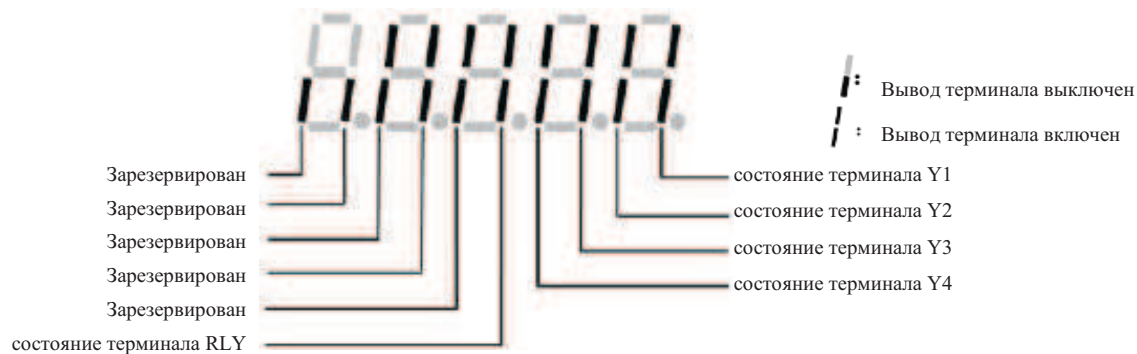 Вывод терминала выключен
Вывод терминала включен
Зарезервирован
Зарезервирован
Зарезервирован
Зарезервирован
Зарезервирован
состояние терминала RLY
состояние терминала Y1
состояние терминала Y2
состояние терминала Y3
состояние терминала Y4